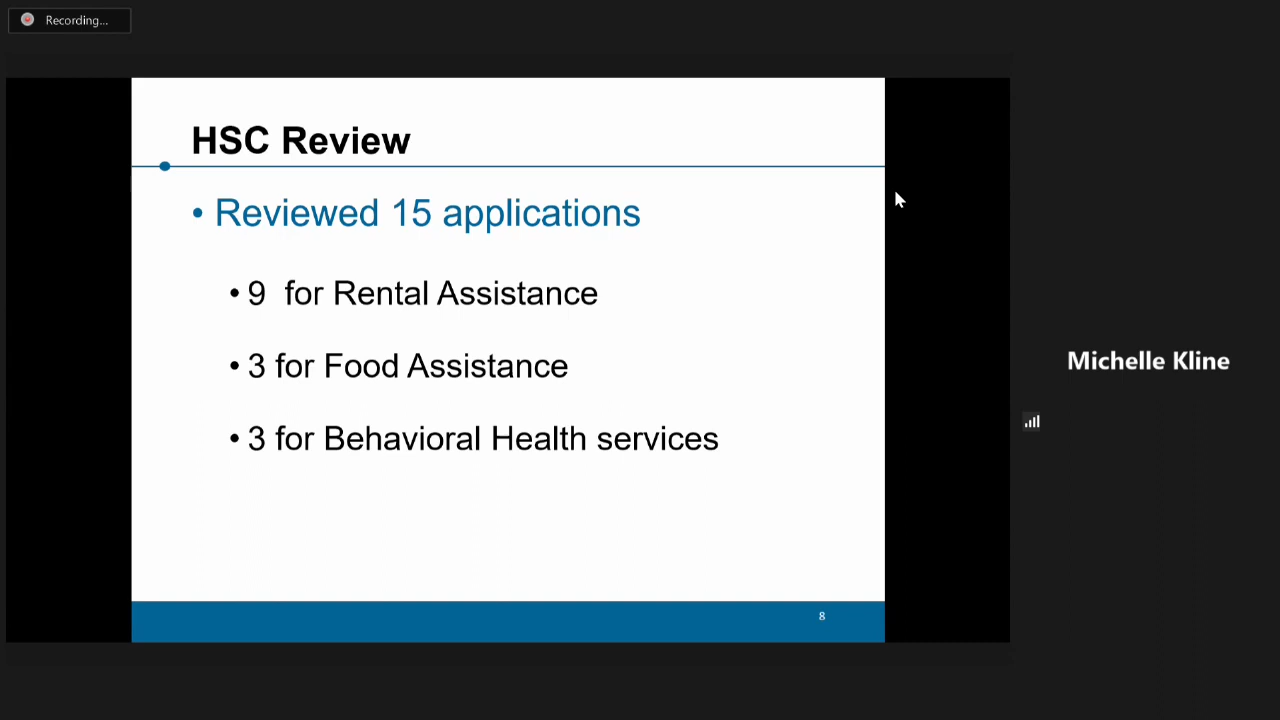 Recording...
HSC Review
• Reviewed 15 applications
• 9 for Rental Assistance
• 3 for Food Assistance
• 3 for Behavioral Health services
8
Michelle Kline